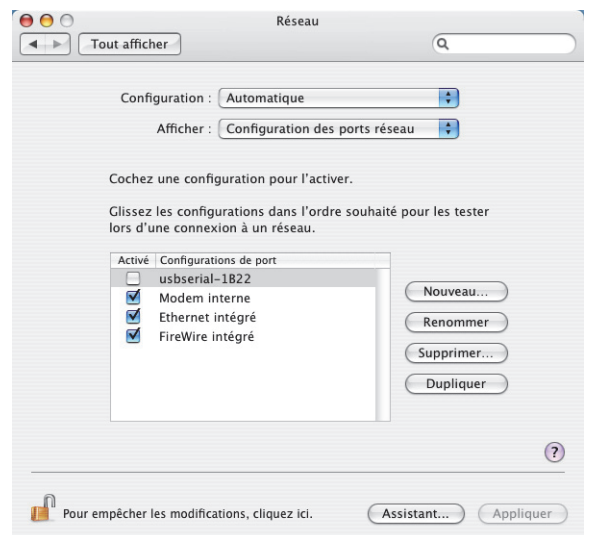 Réseau
Tout afficher
Configuration : Automatique
Afficher : Configuration des ports réseau
Cochez une configuration pour l'activer.
Glissez les configurations dans l'ordre souhaité pour les tester
lors d'une connexion à un réseau.
Activé Configurations de port
usbserial-1B22
Modem interne
Ethernet intégré
FireWire intégré
Nouveau...
Renommer
Supprimer...
Dupliquer
?
Pour empêcher les modifications, cliquez ici.
Assistant...
Appliquer